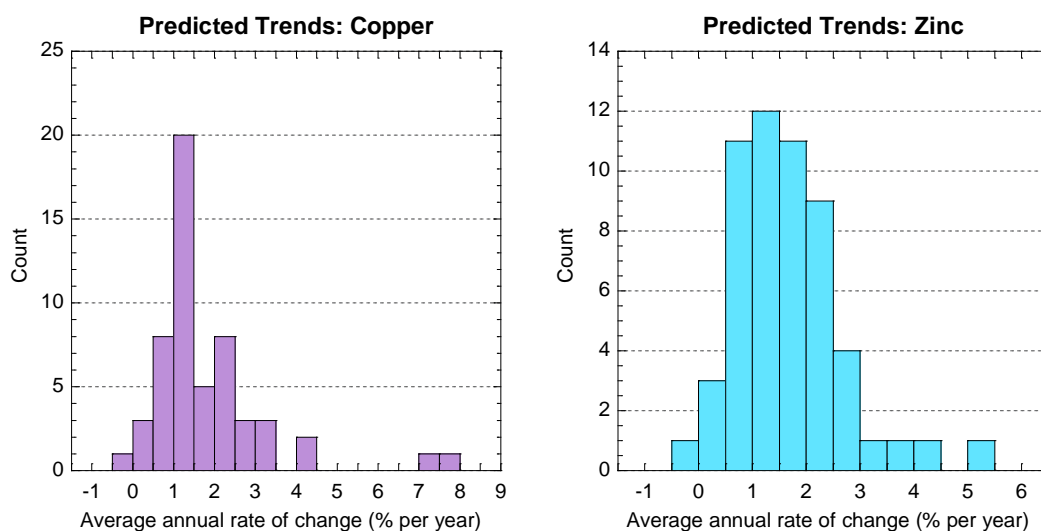 Predicted Trends: Copper
25
20
15
10
5
0
Count
-1 0 1 2 3 4 5 6 7 8 9
Average annual rate of change (% per year)
Predicted Trends: Zinc
14
12
10
8
6
4
2
0
Count
-1 0 1 2 3 4 5 6
Average annual rate of change (% per year)